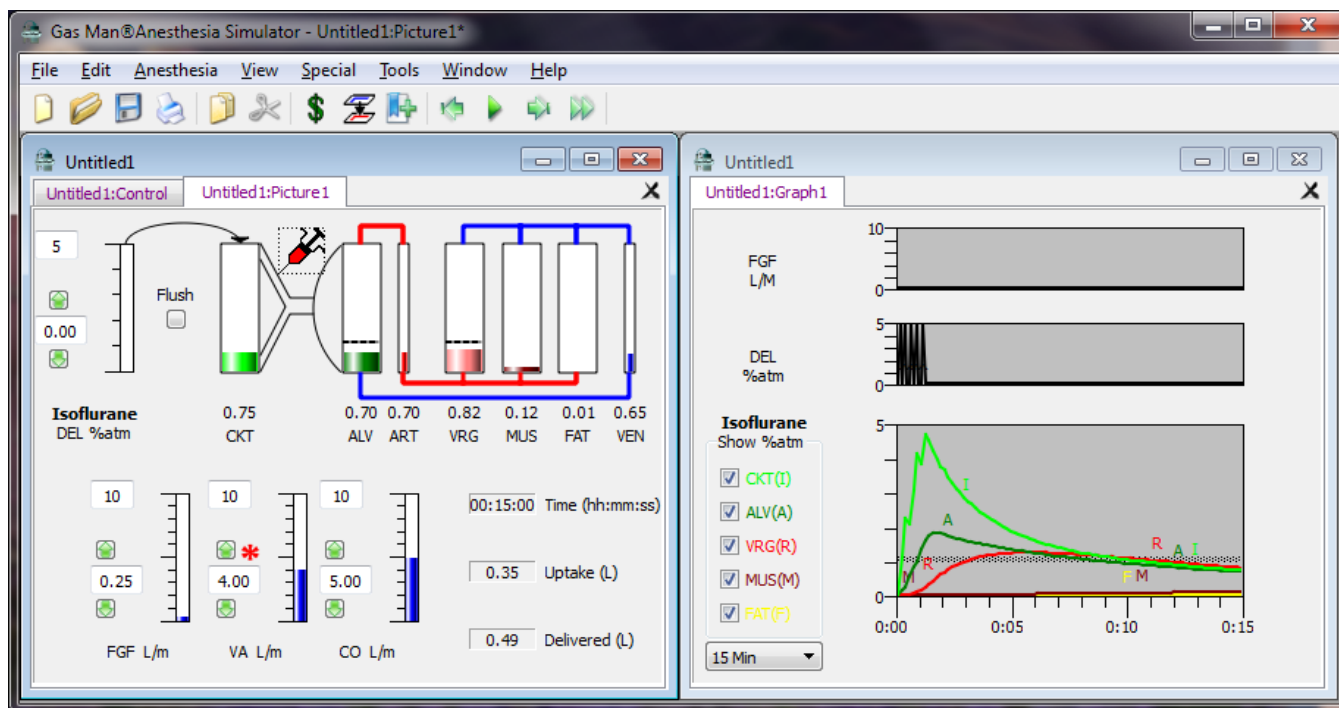 Gas Man®Anesthesia Simulator - Untitled1:Picture1*
File Edit Anesthesia View Special Tools Window Help
$
Untitled1
Untitled1:Control Untitled1:Picture1 X
5
Flush
0.00
Isoflurane
DEL %atm
0.75 0.70 0.70 0.82 0.12 0.01 0.65
CKT ALV ART VRG MUS FAT VEN
10 10 10
*
0.25 4.00 5.00
FGF L/m VA L/m CO L/m
00:15:00 Time (hh:mm:ss)
0.35 Uptake (L)
0.49 Delivered (L)
Untitled1
Untitled1:Graph1 X
FGF
L/M
10
0
DEL
%atm
5
0
Isoflurane
Show %atm
CKT(I)
ALV(A)
VRG(R)
MUS(M)
FAT(F)
15 Min
5
I
A
R A I
M R F M
0
0:00 0:05 0:10 0:15